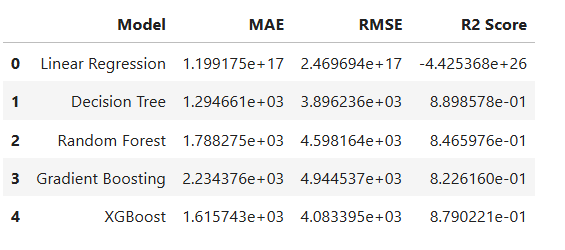 Model MAE RMSE R2 Score
0 Linear Regression 1.199175e+17 2.469694e+17 -4.425368e+26
1 Decision Tree 1.294661e+03 3.896236e+03 8.898578e-01
2 Random Forest 1.788275e+03 4.598164e+03 8.465976e-01
3 Gradient Boosting 2.234376e+03 4.944537e+03 8.226160e-01
4 XGBoost 1.615743e+03 4.083395e+03 8.790221e-01